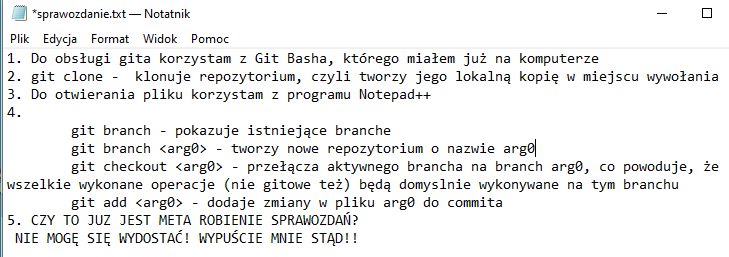 *sprawozdanie.txt — Notatnik
Plik Edycja Format Widok Pomoc
1. Do obsługi gita korzystam z Git Basha, którego miałem już na komputerze
2. git clone -  klonuje repozytorium, czyli tworzy jego lokalną kopię w miejscu wywołania
3. Do otwierania pliku korzystam z programu Notepad++
4.
git branch - pokazuje istniejące branche
git branch <arg0> - tworzy nowe repozytorium o nazwie arg0
git checkout <arg0> - przełącza aktywnego brancha na branch arg0, co powoduje, że
wszelkie wykonane operacje (nie gitowe też) będą domyslnie wykonywane na tym branchu
git add <arg0> - dodaje zmiany w pliku arg0 do commita
5. CZY TO JUZ JEST META ROBIENIE SPRAWOZDAŃ?
NIE MOGĘ SIĘ WYDOSTAĆ! WYPUŚCIE MNIE STĄD!!